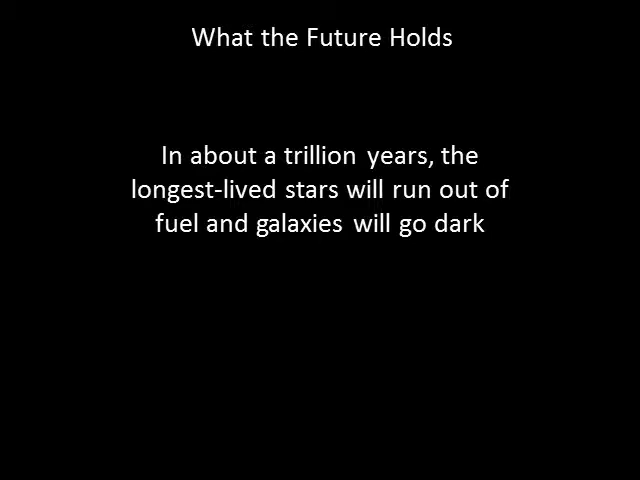 What the Future Holds
In about a trillion years, the
longest-lived stars will run out of
fuel and galaxies will go dark